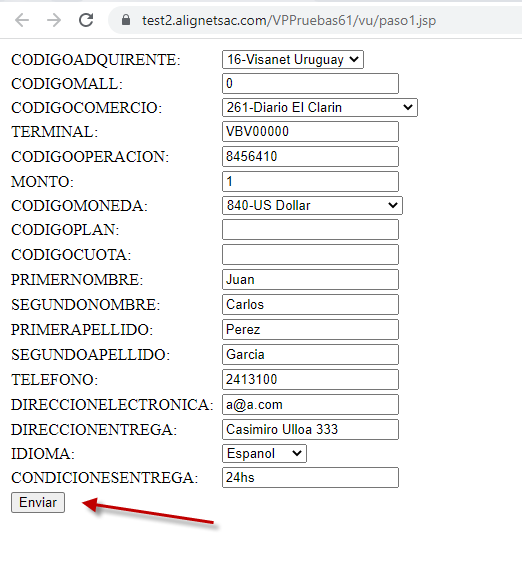 test2.alignetsac.com/VPPruebas61/vu/paso1.jsp
CODIGOADQUIRENTE: 16-Visanet Uruguay
CODIGOMALL: 0
CODIGOCOMERCIO: 261-Diario El Clarin
TERMINAL: VBV00000
CODIGOOPERACION: 8456410
MONTO: 1
CODIGOMONEDA: 840-US Dollar
CODIGOPLAN:
CODIGOCUOTA:
PRIMERNOMBRE: Juan
SEGUNDONOMBRE: Carlos
PRIMERAPELLIDO: Perez
SEGUNDOAPELLIDO: Garcia
TELEFONO: 2413100
DIRECCIONELECTRONICA: a@a.com
DIRECCIONENTREGA: Casimiro Ulloa 333
IDIOMA: Espanol
CONDICIONESENTREGA: 24hs
Enviar